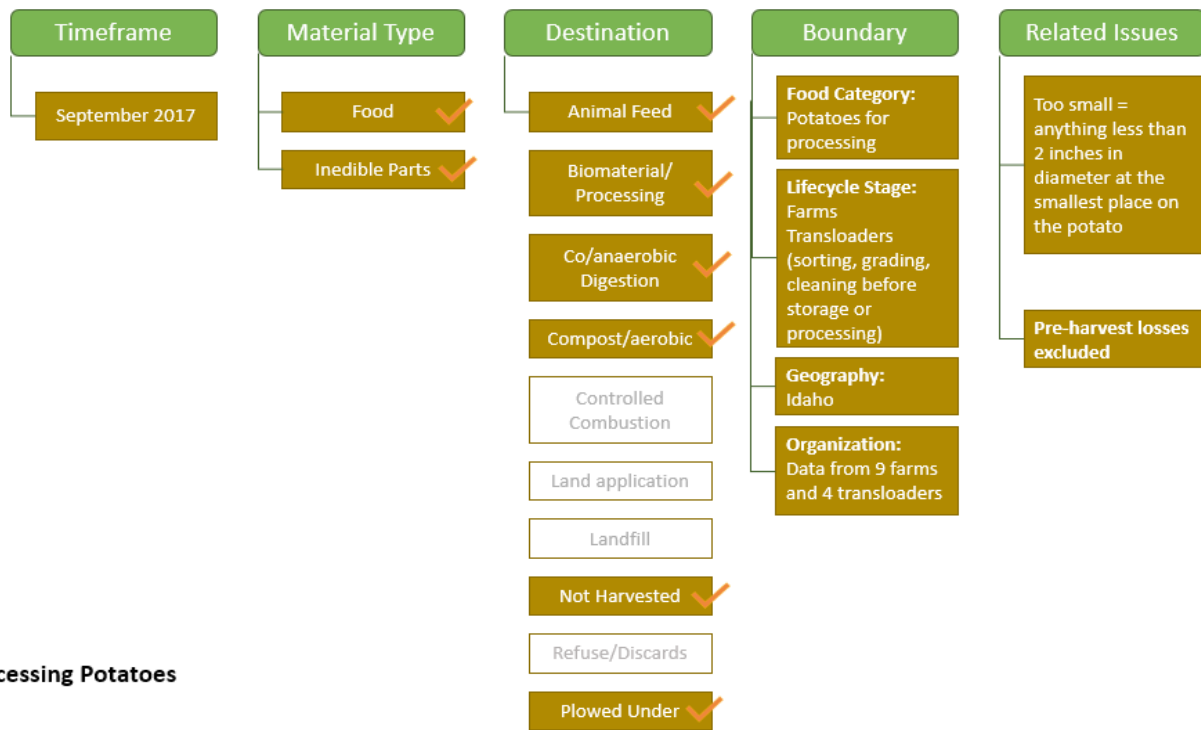 Timeframe
September 2017
Material Type
Food
Inedible Parts
Destination
Animal Feed
Biomaterial/
Processing
Co/anaerobic
Digestion
Compost/aerobic
Controlled
Combustion
Land application
Landfill
Not Harvested
Refuse/Discards
Plowed Under
Boundary
Food Category:
Potatoes for
processing
Lifecycle Stage:
Farms
Transloaders
(sorting, grading,
cleaning before
storage or
processing)
Geography:
Idaho
Organization:
Data from 9 farms
and 4 transloaders
Related Issues
Too small =
anything less than
2 inches in
diameter at the
smallest place on
the potato
Pre-harvest losses
excluded
cessing Potatoes